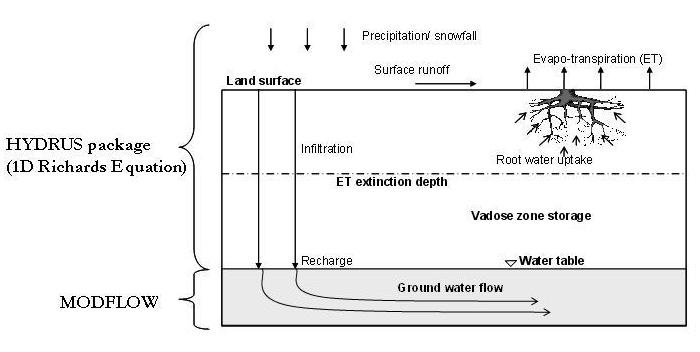 Precipitation/ snowfall
Evapo-transpiration (ET)
Surface runoff
Land surface
HYDRUS package
(1D Richards Equation)
Infiltration
Root water uptake
ET extinction depth
Vadose zone storage
Recharge
Water table
Ground water flow
MODFLOW